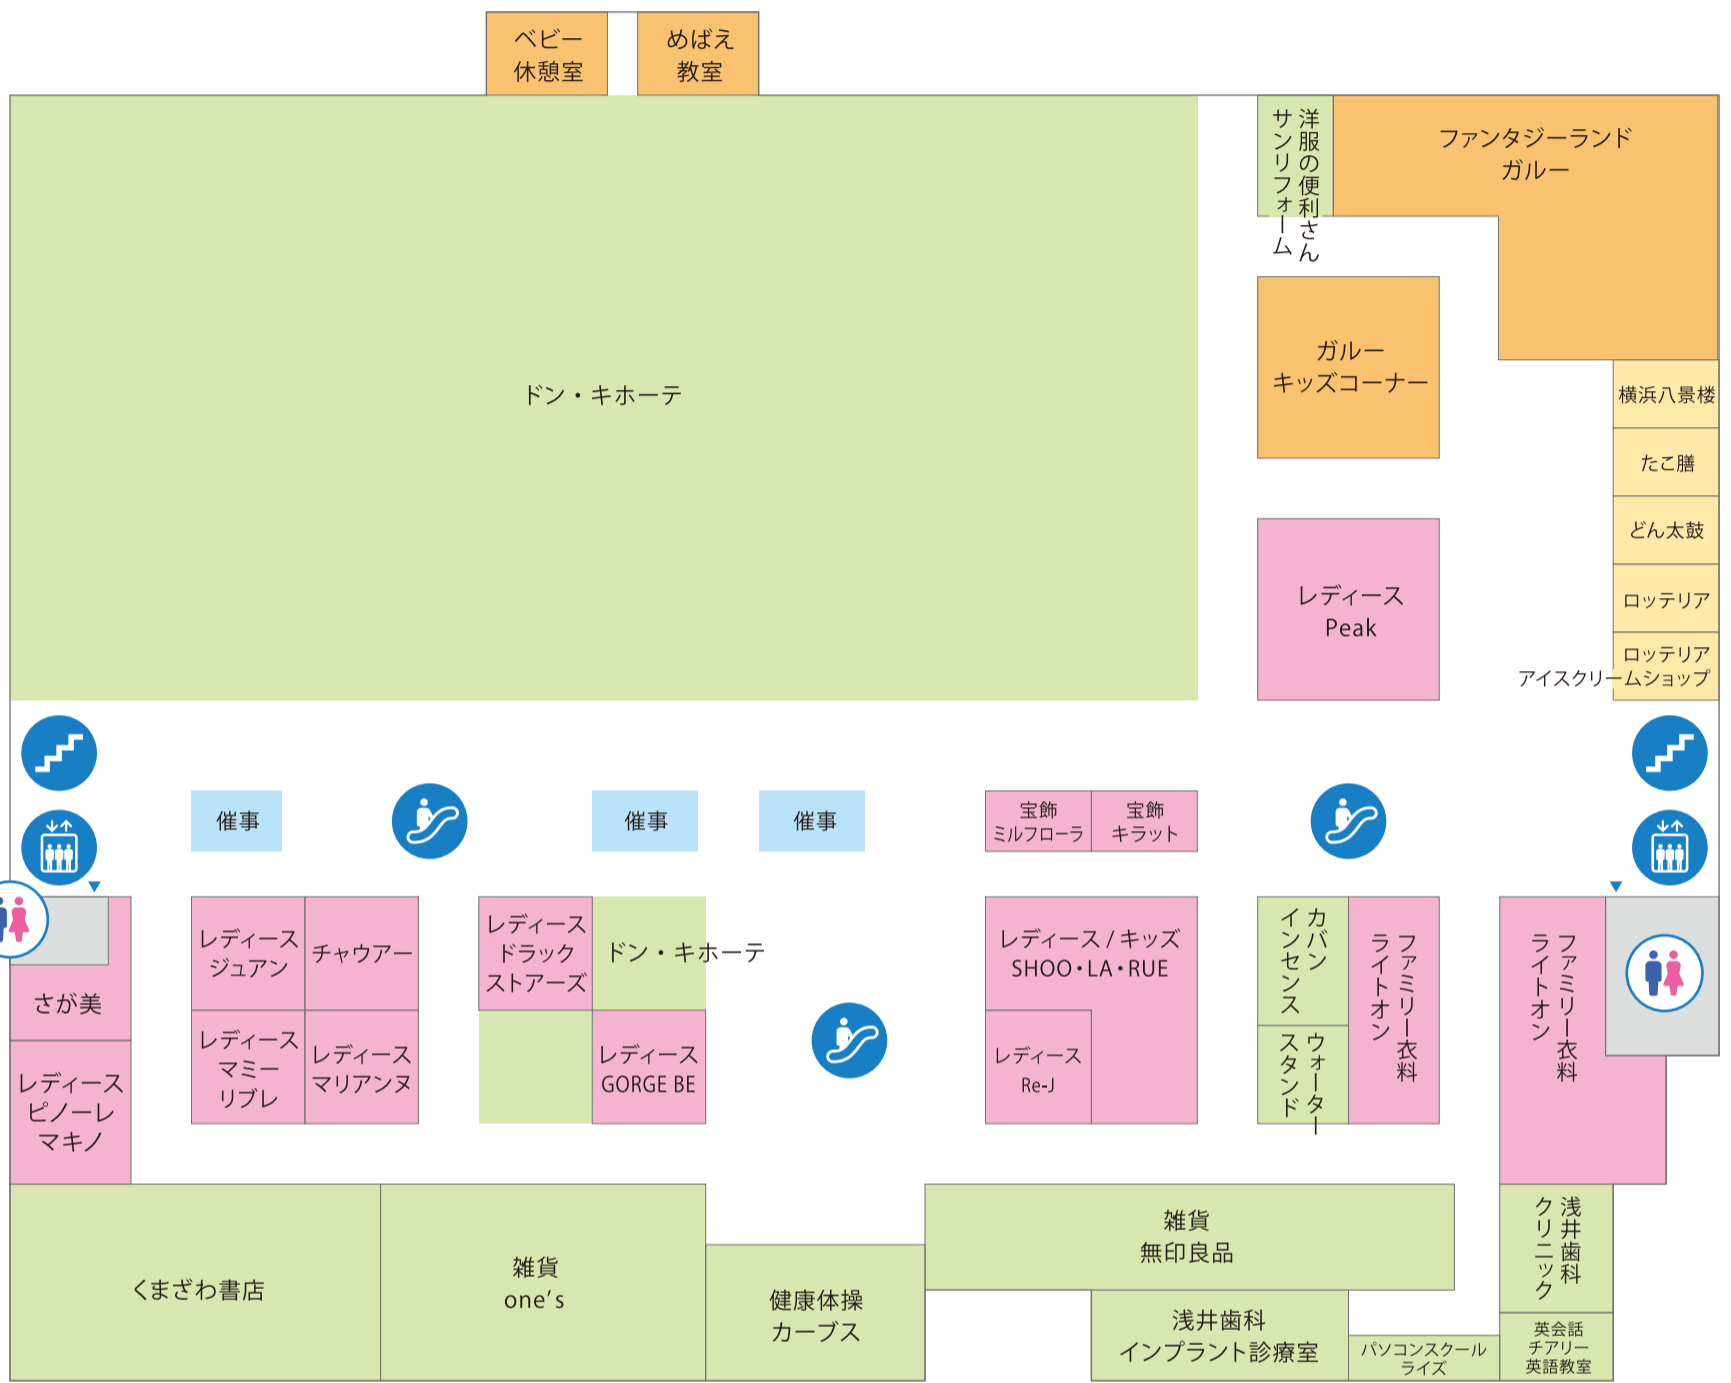 ベビー
休憩室
めばえ
教室
洋服の便利さん
サンリフォーム
ファンタジーランド
ガルー
ドン・キホーテ
ガルー
キッズコーナー
横浜八景楼
たこ膳
どん太鼓
レディース
Peak
ロッテリア
ロッテリア
アイスクリームショップ
催事
催事
催事
宝飾
ミルフローラ
宝飾
キラット
さが美
レディース
ピノーレ
マキノ
レディース
ジュアン
チャウアー
レディース
マミー
リブレ
レディース
マリアンヌ
レディース
ドラック
ストアーズ
ドン・キホーテ
レディース
GORGE BE
レディース / キッズ
SHOO・LA・RUE
レディース
Re-J
カバン
インセンス
ウォーター
スタンド
ファミリー衣料
ライトオン
ファミリー衣料
ライトオン
くまざわ書店
雑貨
one's
健康体操
カーブス
雑貨
無印良品
浅井歯科
インプラント診療室
パソコンスクール
ライズ
浅井歯科
クリニック
英会話
チアリー
英語教室